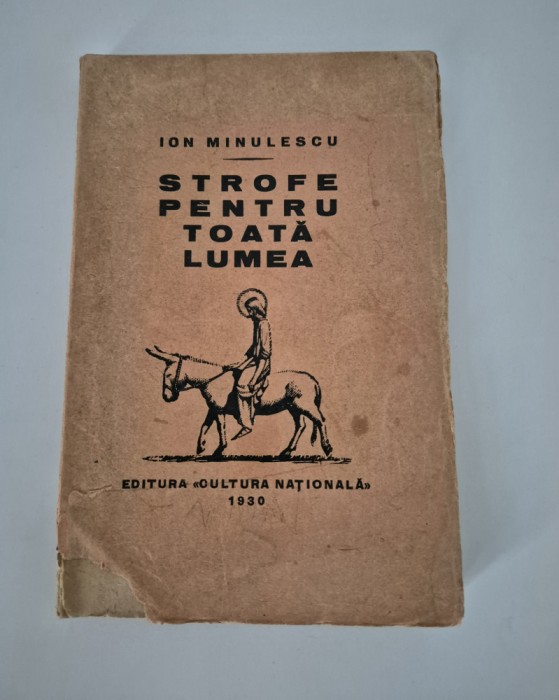 ION MINULESCU
STROFE
PENTRU
TOATĂ
LUMEA
EDITURA «CULTURA NAȚIONALĂ»
1930